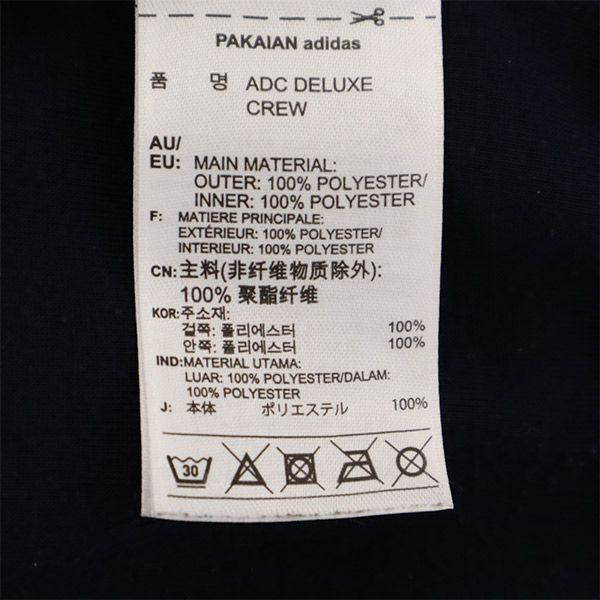 PAKAIAN adidas
품 명 ADC DELUXE
CREW
AU/
EU: MAIN MATERIAL:
OUTER: 100% POLYESTER/
INNER: 100% POLYESTER
F: MATIERE PRINCIPALE:
EXTÉRIEUR: 100% POLYESTER/
INTERIEUR: 100% POLYESTER
CN: 主料(非纤维物质除外):
100% 聚酯纤维
KOR: 주소재:
겉쪽: 폴리에스터 100%
안쪽: 폴리에스터 100%
IND: MATERIAL UTAMA:
LUAR: 100% POLYESTER/DALAM:
100% POLYESTER
J: 本体 ポリエステル 100%
30